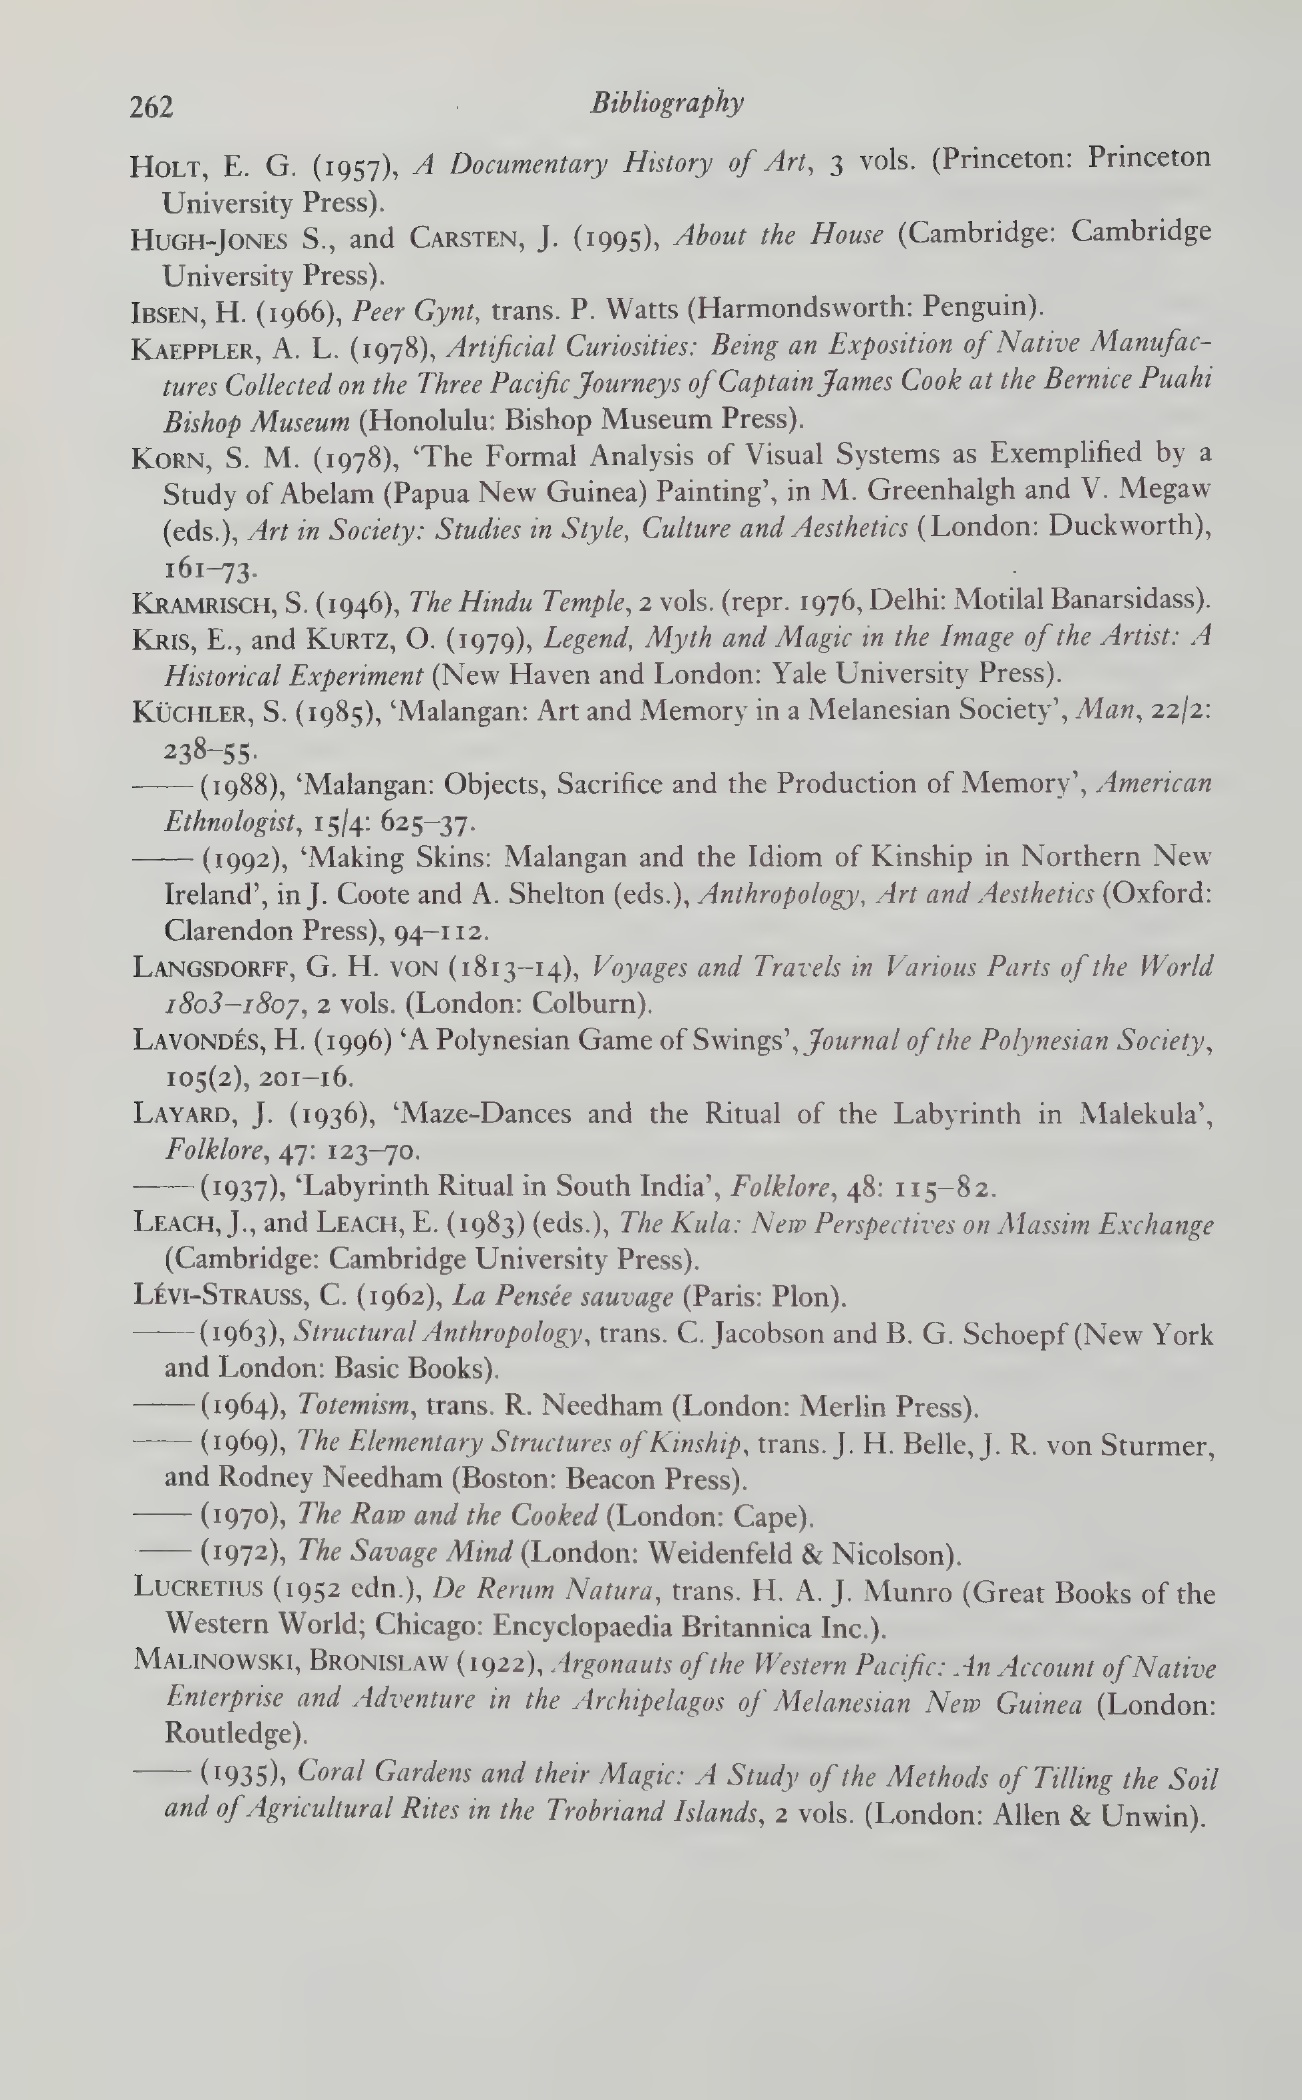 262 Bibliography
HOLT, E. G. (1957), A Documentary History of Art, 3 vols. (Princeton: Princeton
University Press).
HUGH-JONES S., and CARSTEN, J. (1995), About the House (Cambridge: Cambridge
University Press).
IBSEN, H. (1966), Peer Gynt, trans. P. Watts (Harmondsworth: Penguin).
KAEPPLER, A. L. (1978), Artificial Curiosities: Being an Exposition of Native Manufac-
tures Collected on the Three Pacific Journeys of Captain James Cook at the Bernice Puahi
Bishop Museum (Honolulu: Bishop Museum Press).
KORN, S. M. (1978), ‘The Formal Analysis of Visual Systems as Exemplified by a
Study of Abelam (Papua New Guinea) Painting’, in M. Greenhalgh and V. Megaw
(eds.), Art in Society: Studies in Style, Culture and Aesthetics (London: Duckworth),
161–73.
KRAMRISCH, S. (1946), The Hindu Temple, 2 vols. (repr. 1976, Delhi: Motilal Banarsidass).
KRIS, E., and KURTZ, O. (1979), Legend, Myth and Magic in the Image of the Artist: A
Historical Experiment (New Haven and London: Yale University Press).
KÜCHLER, S. (1985), ‘Malangan: Art and Memory in a Melanesian Society’, Man, 22/2:
238–55.
—— (1988), ‘Malangan: Objects, Sacrifice and the Production of Memory’, American
Ethnologist, 15/4: 625–37.
—— (1992), ‘Making Skins: Malangan and the Idiom of Kinship in Northern New
Ireland’, in J. Coote and A. Shelton (eds.), Anthropology, Art and Aesthetics (Oxford:
Clarendon Press), 94–112.
LANGSDORFF, G. H. VON (1813–14), Voyages and Travels in Various Parts of the World
1803–1807, 2 vols. (London: Colburn).
LAVONDÉS, H. (1996) ‘A Polynesian Game of Swings’, Journal of the Polynesian Society,
105(2), 201–16.
LAYARD, J. (1936), ‘Maze-Dances and the Ritual of the Labyrinth in Malekula’,
Folklore, 47: 123–70.
—— (1937), ‘Labyrinth Ritual in South India’, Folklore, 48: 115–82.
LEACH, J., and LEACH, E. (1983) (eds.), The Kula: New Perspectives on Massim Exchange
(Cambridge: Cambridge University Press).
LÉVI-STRAUSS, C. (1962), La Pensée sauvage (Paris: Plon).
—— (1963), Structural Anthropology, trans. C. Jacobson and B. G. Schoepf (New York
and London: Basic Books).
—— (1964), Totemism, trans. R. Needham (London: Merlin Press).
—— (1969), The Elementary Structures of Kinship, trans. J. H. Belle, J. R. von Sturmer,
and Rodney Needham (Boston: Beacon Press).
—— (1970), The Raw and the Cooked (London: Cape).
—— (1972), The Savage Mind (London: Weidenfeld & Nicolson).
LUCRETIUS (1952 edn.), De Rerum Natura, trans. H. A. J. Munro (Great Books of the
Western World; Chicago: Encyclopaedia Britannica Inc.).
MALINOWSKI, BRONISLAW (1922), Argonauts of the Western Pacific: An Account of Native
Enterprise and Adventure in the Archipelagos of Melanesian New Guinea (London:
Routledge).
—— (1935), Coral Gardens and their Magic: A Study of the Methods of Tilling the Soil
and of Agricultural Rites in the Trobriand Islands, 2 vols. (London: Allen & Unwin).